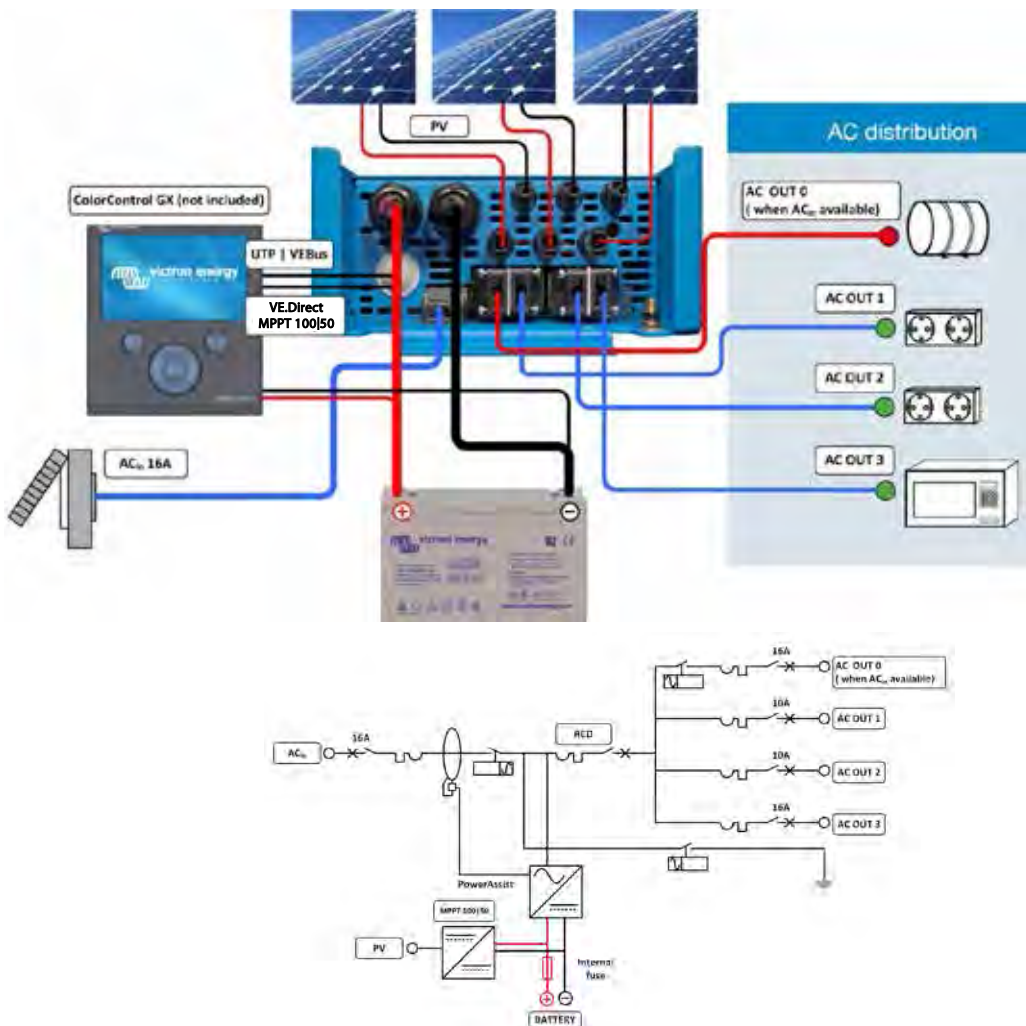 PV
AC distribution
ColorControl GX (not included)
AC OUT 0
( when ACin available)
UTP | VEBus
victron energy
VE.Direct
MPPT 100|50
AC OUT 1
AC OUT 2
ACin 16A
AC OUT 3
victron energy
16A
AC OUT 0
( when ACin available)
10A
AC OUT 1
16A
ACin
RCD
10A
AC OUT 2
16A
AC OUT 3
PowerAssist
MPPT 100|50
PV
Internal
fuse
BATTERY